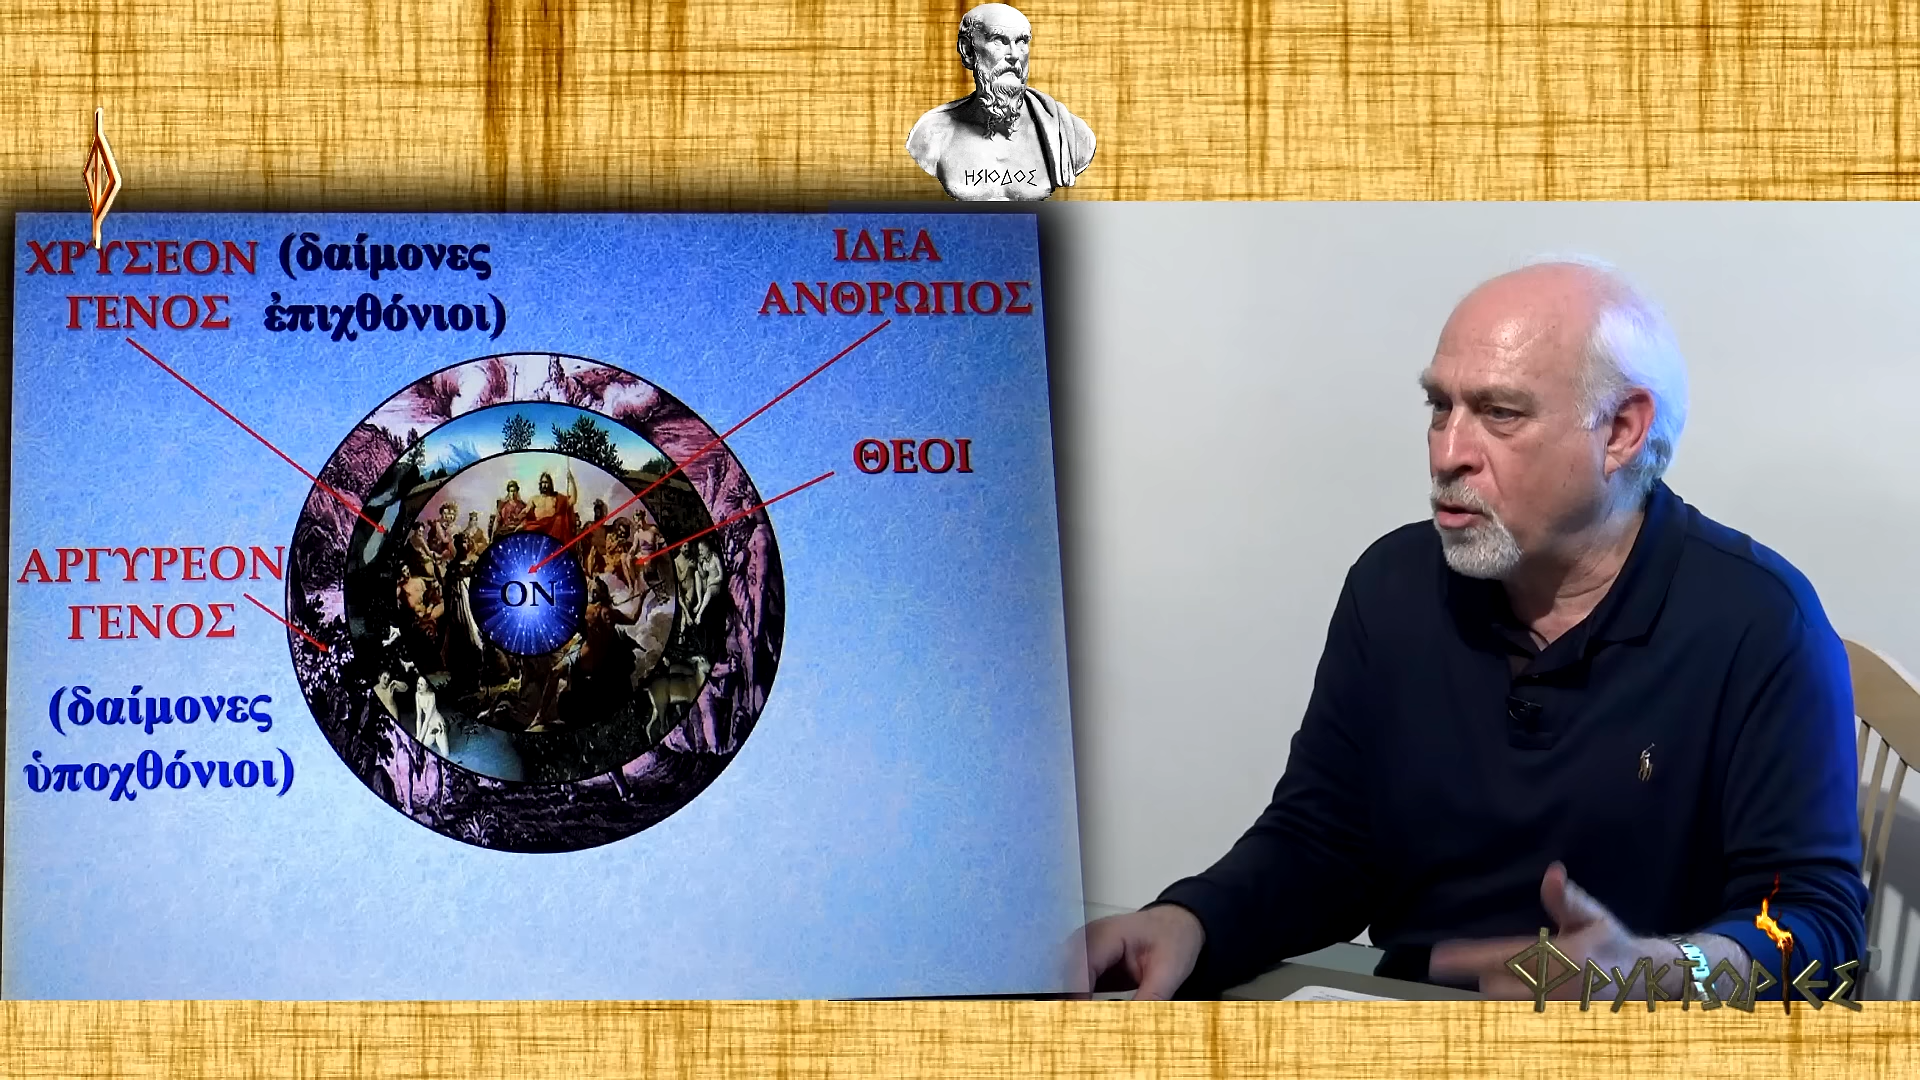 ΗΣΙΟΔΟΣ
ΧΡΥΣΕΟΝ (δαίμονες
ΓΕΝΟΣ ἐπιχθόνιοι)
ΙΔΕΑ
ΑΝΘΡΩΠΟΣ
ΘΕΟΙ
ΑΡΓΥΡΕΟΝ
ΓΕΝΟΣ
(δαίμονες
ὑποχθόνιοι)
ΟΝ
ΦΡΥΚΤΩΡΙΕΣ